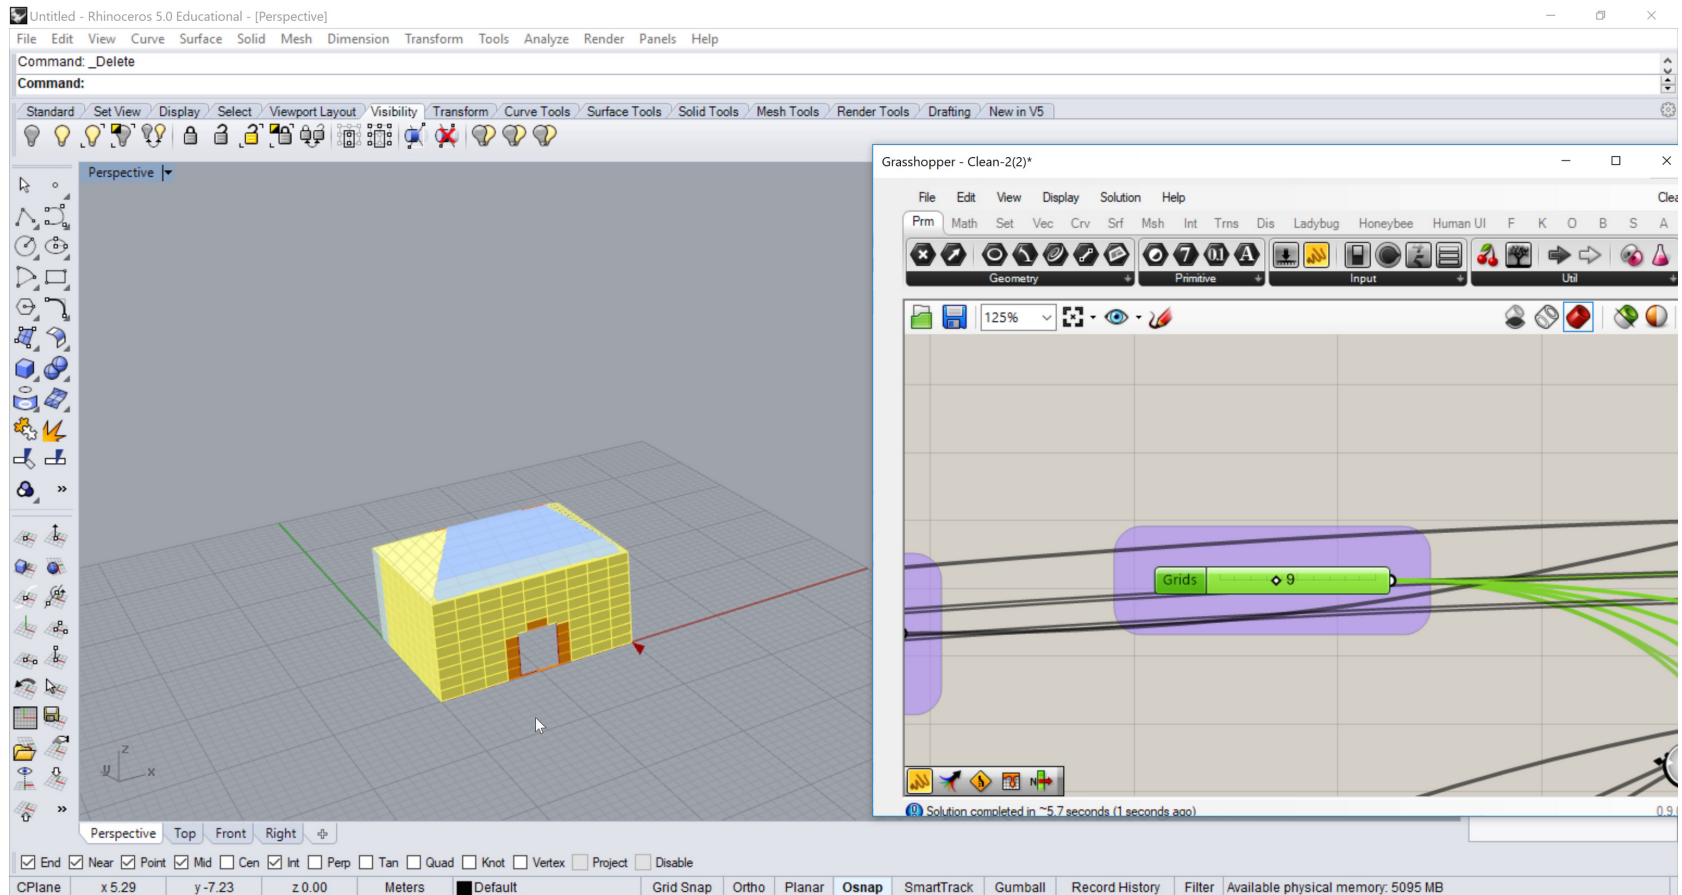 Untitled - Rhinoceros 5.0 Educational - [Perspective]
File Edit View Curve Surface Solid Mesh Dimension Transform Tools Analyze Render Panels Help
Command: _Delete
Command:
Standard Set View Display Select Viewport Layout Visibility Transform Curve Tools Surface Tools Solid Tools Mesh Tools Render Tools Drafting New in V5
Perspective
Grasshopper - Clean-2(2)*
File Edit View Display Solution Help Clea
Prm Math Set Vec Crv Srf Msh Int Trns Dis Ladybug Honeybee Human UI F K O B S A
Geometry Primitive Input Util
125%
Grids 9
z
y x
N
Solution completed in ~5.7 seconds (1 seconds ago) 0.9.
Perspective Top Front Right
End Near Point Mid Cen Int Perp Tan Quad Knot Vertex Project Disable
CPlane x 5.29 y -7.23 z 0.00 Meters Default Grid Snap Ortho Planar Osnap SmartTrack Gumball Record History Filter Available physical memory: 5095 MB